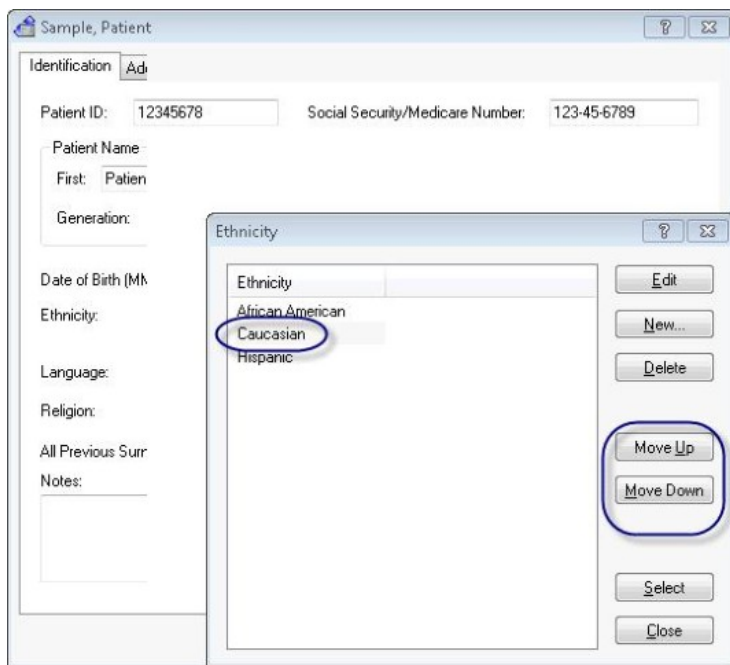 Sample, Patient
Identification Ad
Patient ID: 12345678 Social Security/Medicare Number: 123-45-6789
Patient Name
First: Patien
Generation:
Date of Birth (MM
Ethnicity:
Language:
Religion:
All Previous Surr
Notes:
Ethnicity
Ethnicity
African American
Caucasian
Hispanic
Edit
New...
Delete
Move Up
Move Down
Select
Close